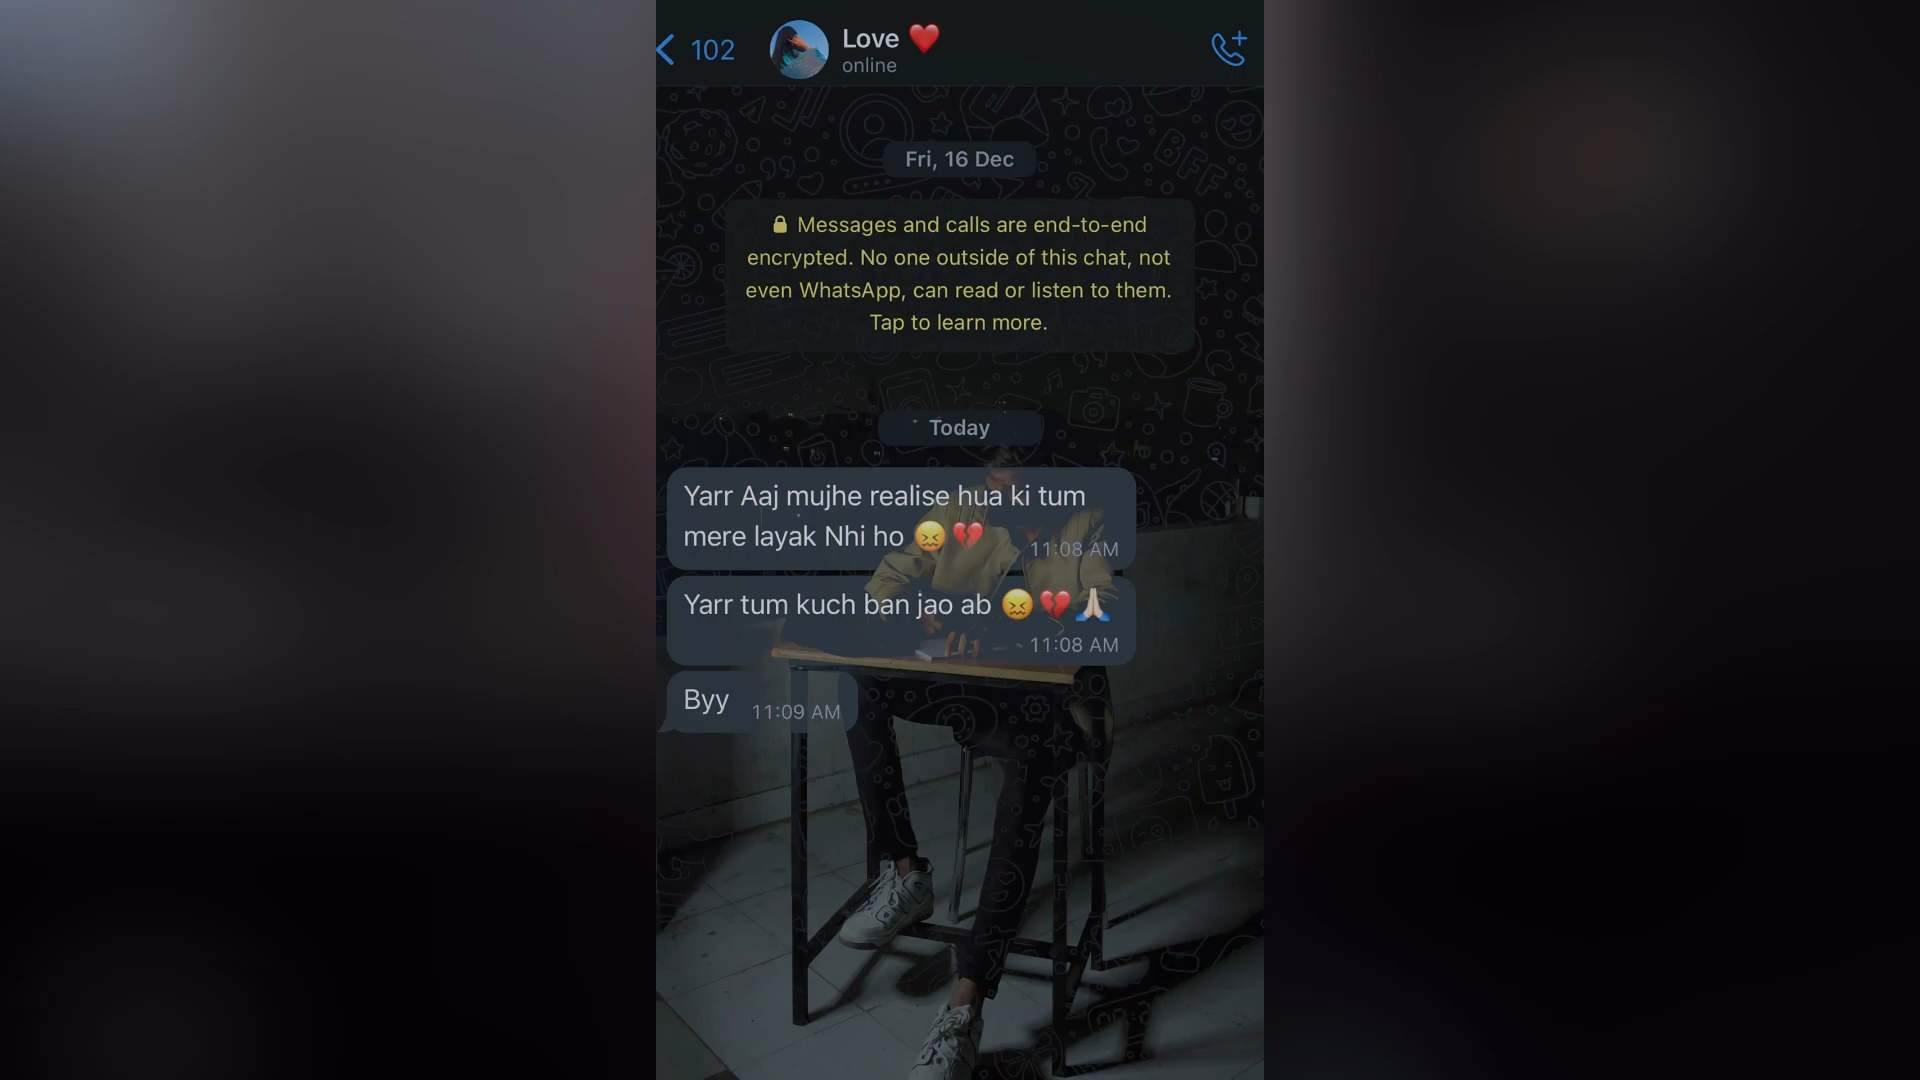 102
Love ❤️
online
Fri, 16 Dec
🔒 Messages and calls are end-to-end
encrypted. No one outside of this chat, not
even WhatsApp, can read or listen to them.
Tap to learn more.
Today
Yarr Aaj mujhe realise hua ki tum
mere layak Nhi ho 😖💔
11:08 AM
Yarr tum kuch ban jao ab 😖💔🙏🏻
11:08 AM
Byy
11:09 AM